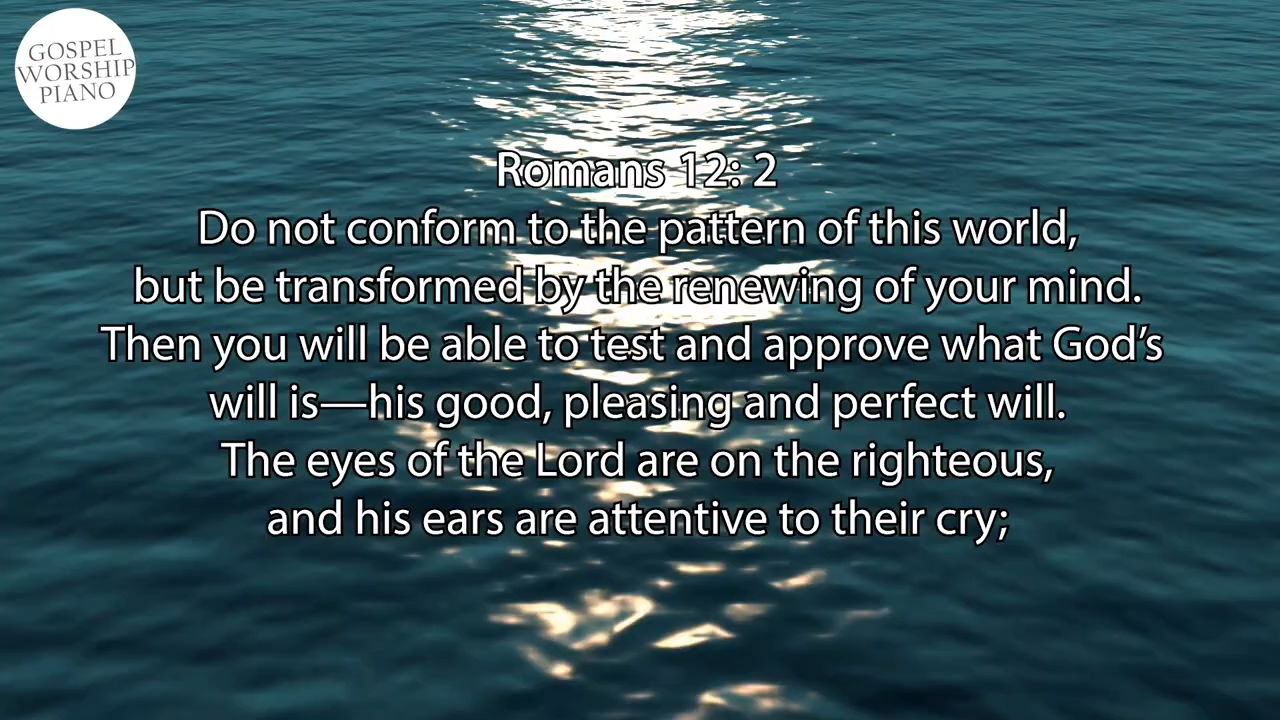 GOSPEL
WORSHIP
PIANO
Romans 12: 2
Do not conform to the pattern of this world,
but be transformed by the renewing of your mind.
Then you will be able to test and approve what God’s
will is—his good, pleasing and perfect will.
The eyes of the Lord are on the righteous,
and his ears are attentive to their cry;